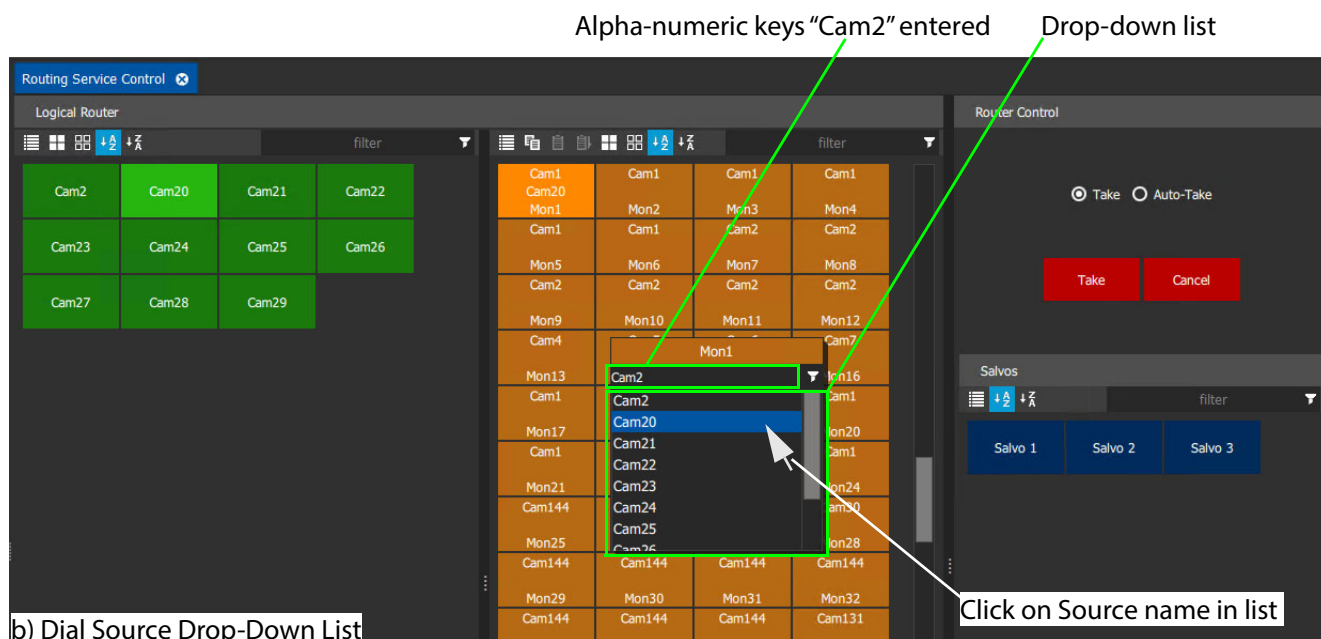 Alpha-numeric keys “Cam2” entered
Drop-down list
Routing Service Control
Logical Router
Router Control
filter
filter
Cam2 Cam20 Cam21 Cam22
Cam23 Cam24 Cam25 Cam26
Cam27 Cam28 Cam29
Cam1 Cam1 Cam1 Cam1
Cam20
Mon1 Mon2 Mon3 Mon4
Cam1 Cam1 Cam2 Cam2
Mon5 Mon6 Mon7 Mon8
Cam2 Cam2 Cam2 Cam2
Mon9 Mon10 Mon11 Mon12
Cam4 Cam7
Mon13
Cam1 Cam1
Mon17
Cam1 Cam1
Mon21
Cam144
Mon25
Cam144 Cam144 Cam144 Cam144
Mon29 Mon30 Mon31 Mon32
Cam144 Cam144 Cam144 Cam131
Mon1
Cam2
Cam2
Cam20
Cam21
Cam22
Cam23
Cam24
Cam25
Cam26
Take Auto-Take
Take Cancel
Salvos
filter
Salvo 1 Salvo 2 Salvo 3
Click on Source name in list
b) Dial Source Drop-Down List